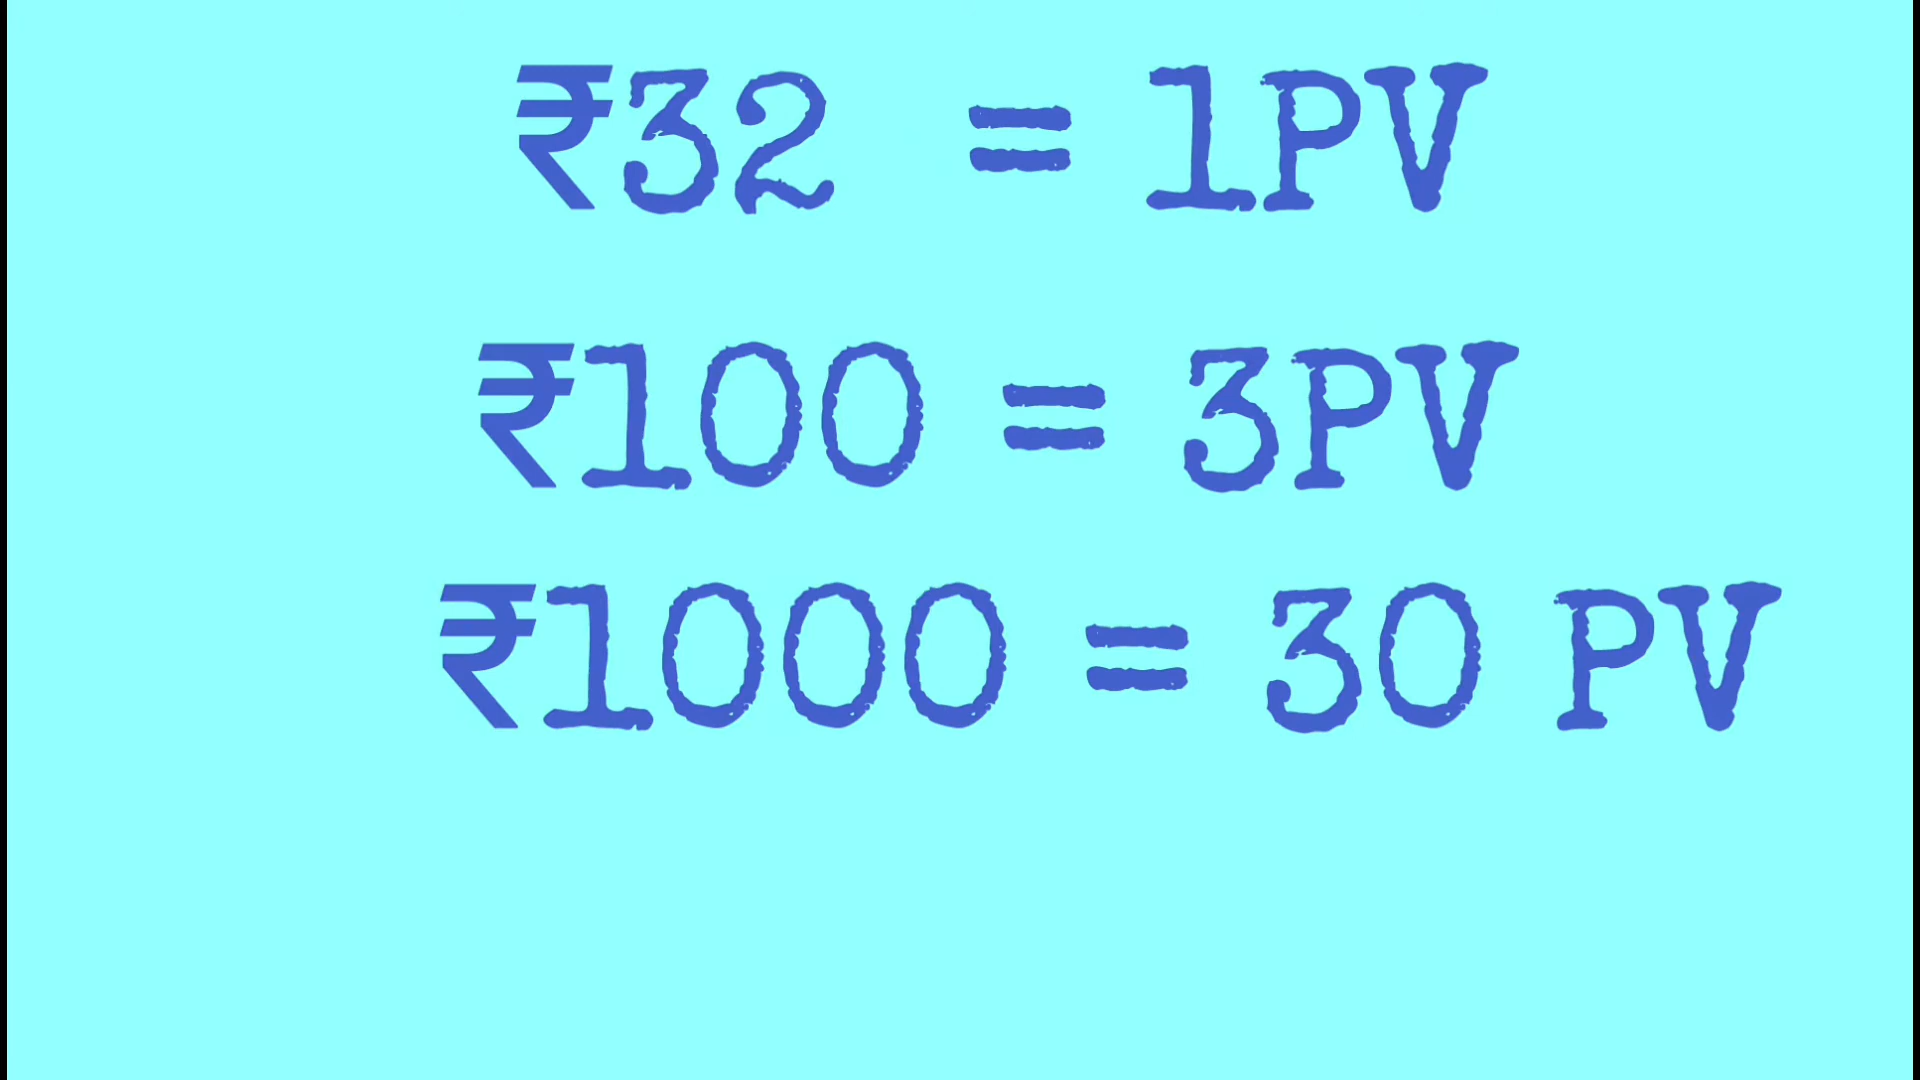 ₹32 = 1PV
₹100 = 3PV
₹1000 = 30 PV